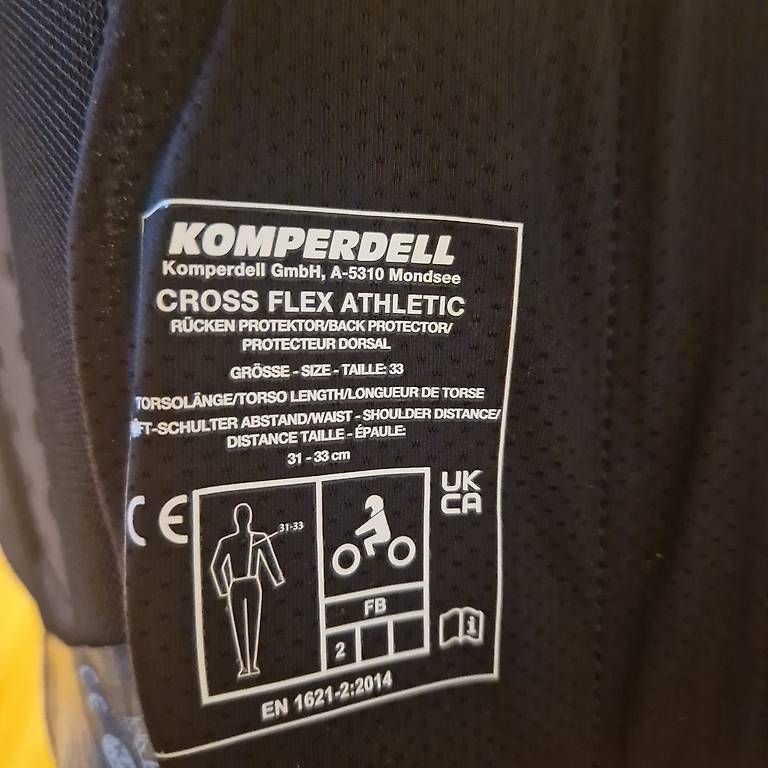 KOMPERDELL
Komperdell GmbH, A-5310 Mondsee
CROSS FLEX ATHLETIC
RÜCKEN PROTEKTOR/BACK PROTECTOR/
PROTECTEUR DORSAL
GRÖSSE - SIZE - TAILLE: 33
TORSOLÄNGE/TORSO LENGTH/LONGUEUR DE TORSE
FT-SCHULTER ABSTAND/WAIST - SHOULDER DISTANCE/
DISTANCE TAILLE - ÉPAULE:
31 - 33 cm
CE
31-33
UK
CA
FB
2
i
EN 1621-2:2014